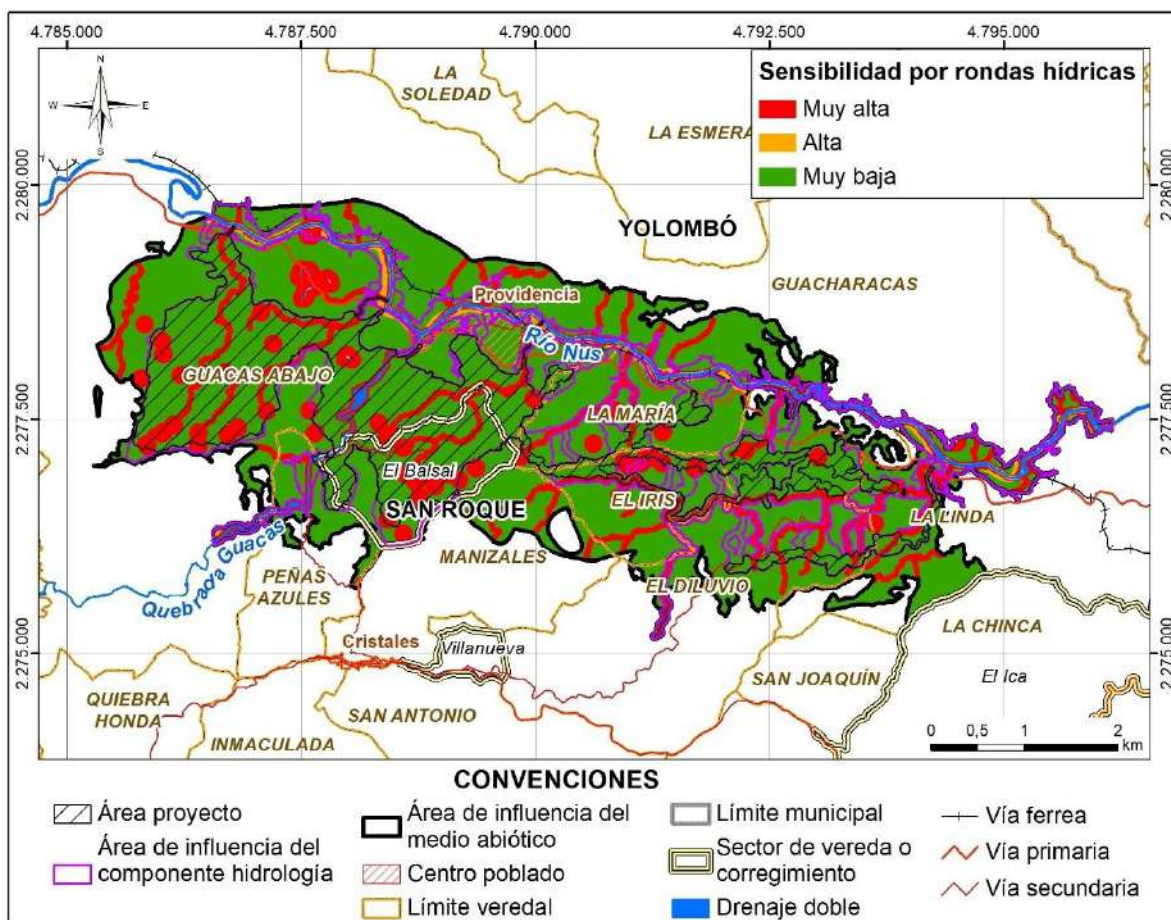 4.785.000
4.787.500
4.790.000
4.792.500
4.795.000
N
W
E
S
LA
SOLEDAD
LA ESMERA
Sensibilidad por rondas hídricas
Muy alta
Alta
Muy baja
2.280.000
2.280.000
YOLOMBÓ
GUACHARACAS
Providencia
Río Nus
GUACAS ABAJO
2.277.500
2.277.500
LA MARÍA
El Balsal
SAN ROQUE
EL IRIS
LA LINDA
MANIZALES
Quebrada Guacas
PEÑAS
AZULES
EL DILUVIO
LA CHINCA
2.275.000
2.275.000
Cristales
Villanueva
SAN JOAQUÍN
El Ica
QUIEBRA
HONDA
SAN ANTONIO
INMACULADA
0 0,5 1 2
km
CONVENCIONES
Área proyecto
Área de influencia del
componente hidrología
Área de influencia del
medio abiótico
Centro poblado
Límite veredal
Límite municipal
Sector de vereda o
corregimiento
Drenaje doble
Vía ferrea
Vía primaria
Vía secundaria